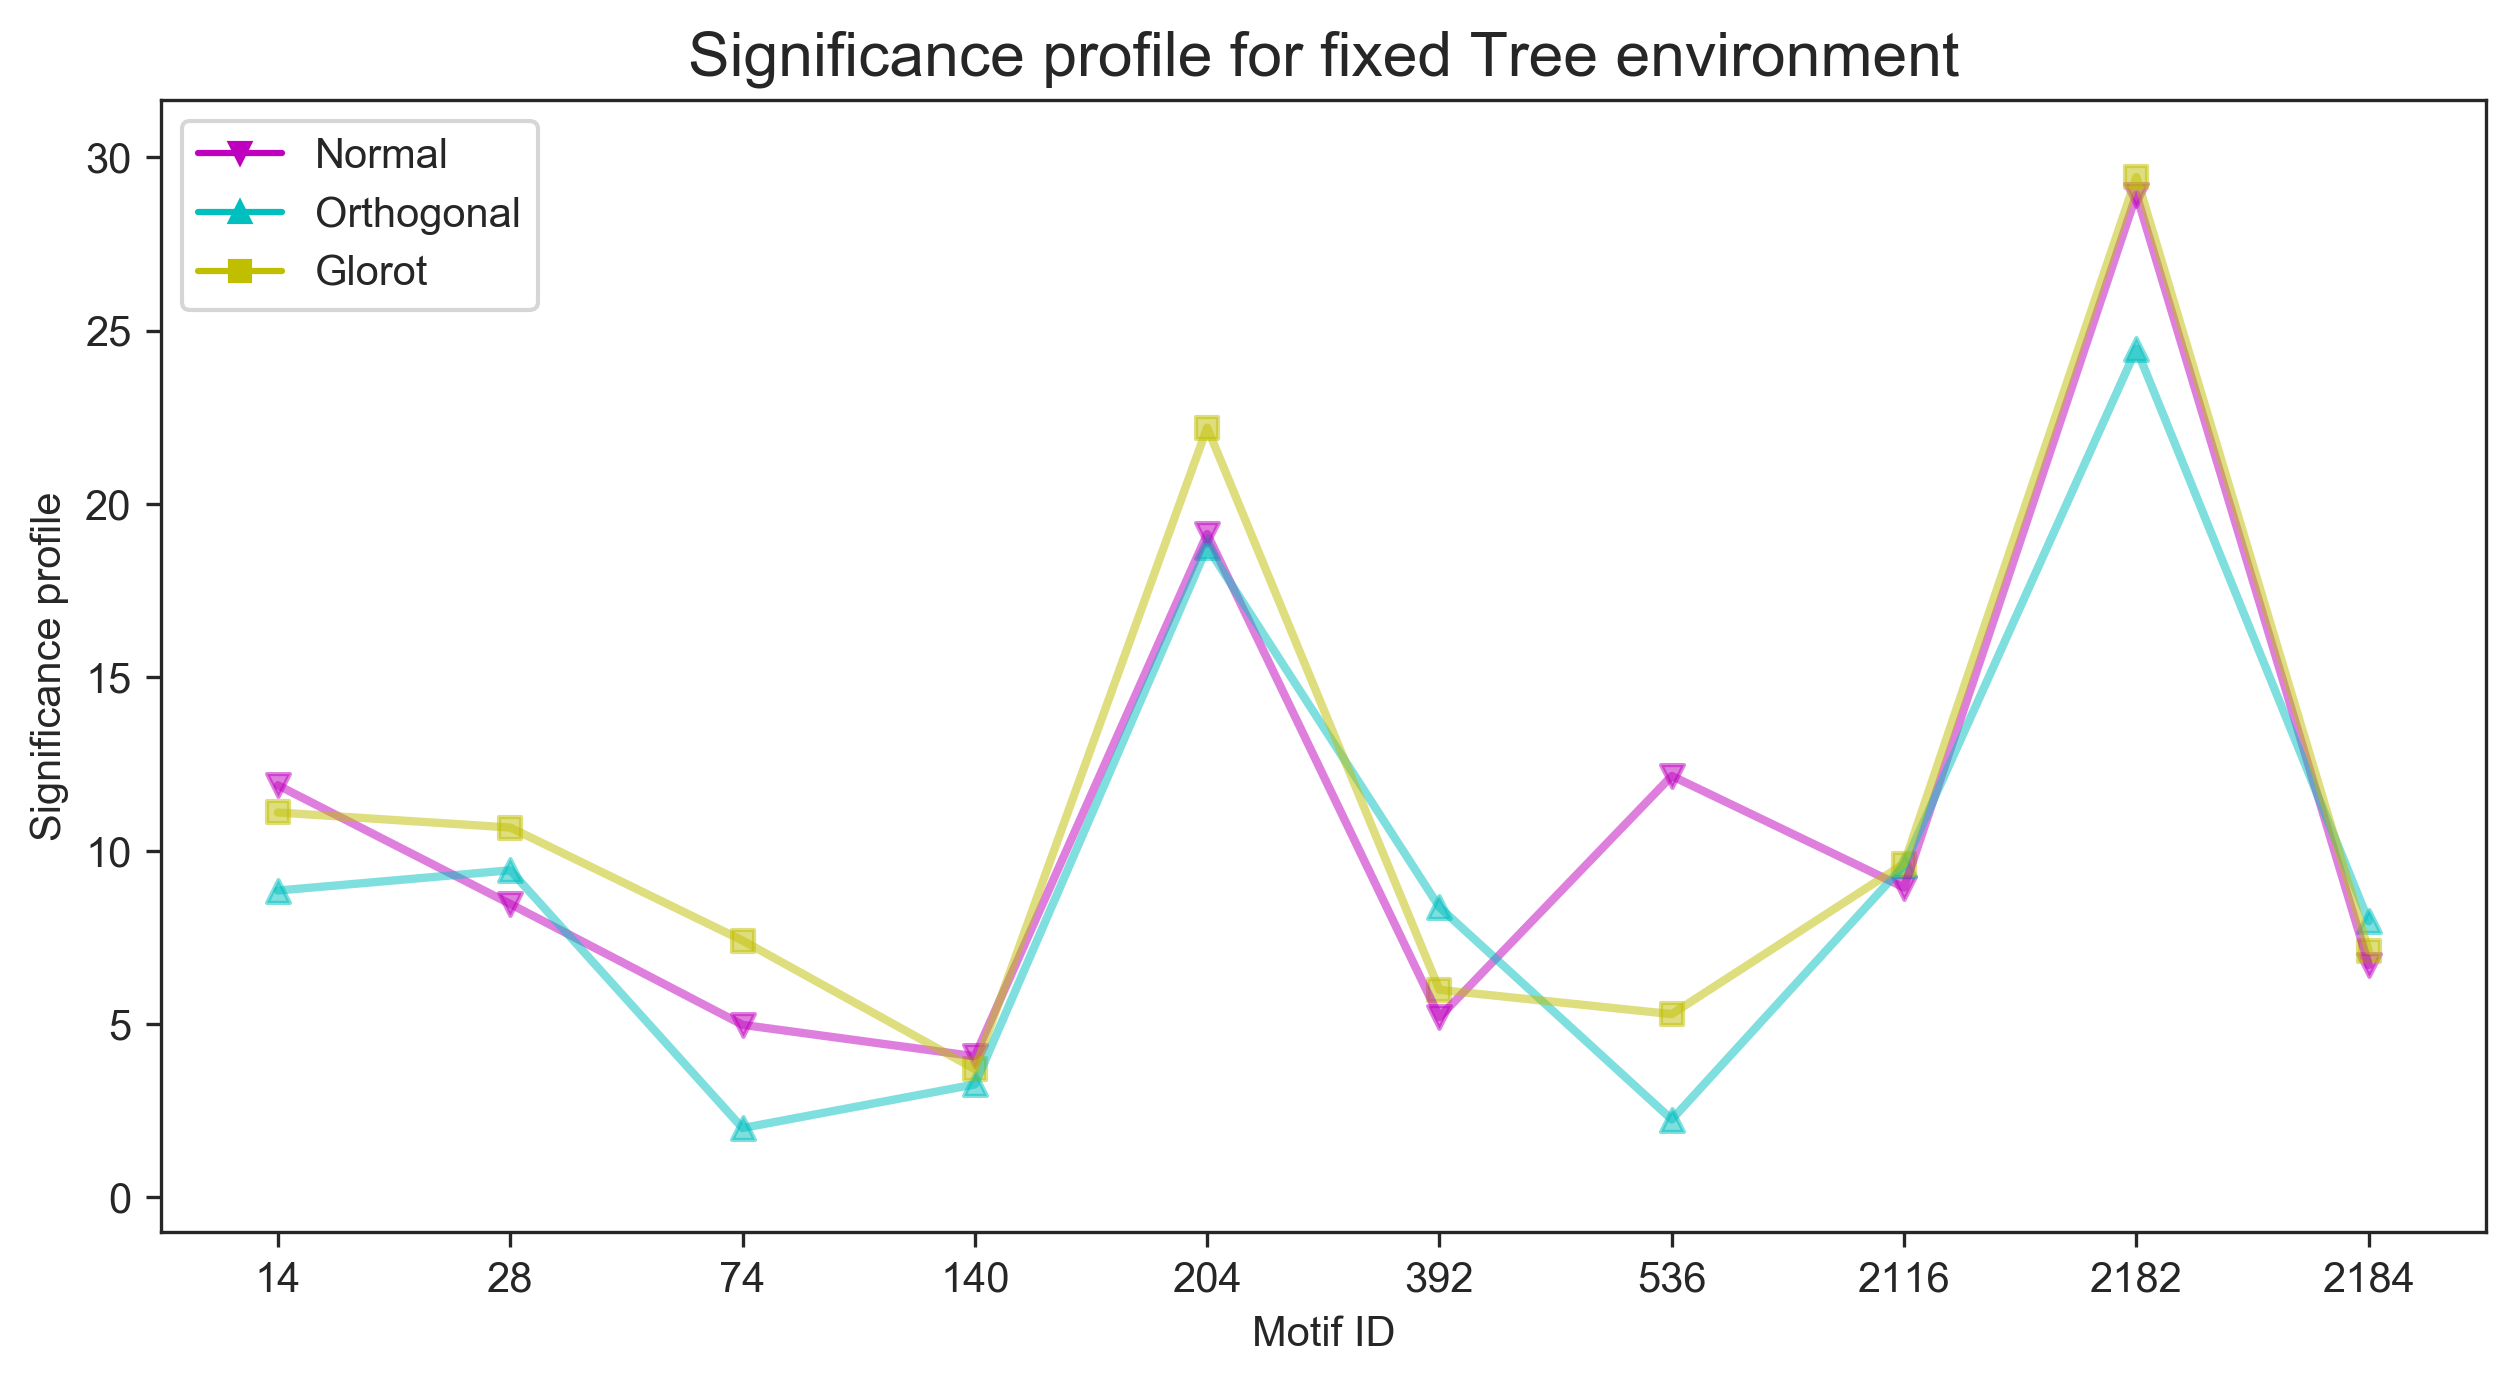 Significance profile for fixed Tree environment
Normal
Orthogonal
Glorot
30
25
20
15
10
5
0
Significance profile
14 28 74 140 204 392 536 2116 2182 2184
Motif ID